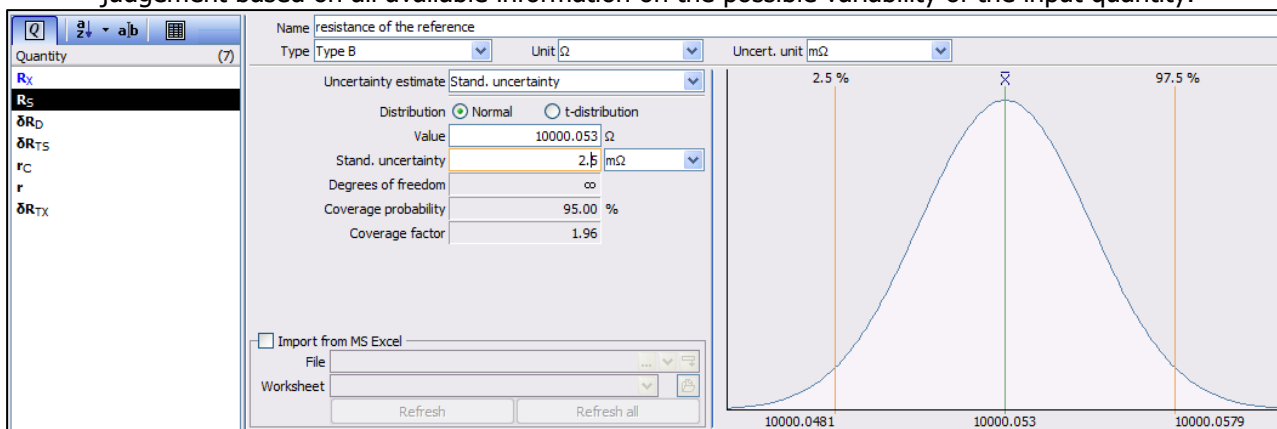 judgement based on all available information on the possible variability of the input quantity.
Q a z a]b
Quantity (7)
RX
RS
δRD
δRTS
rC
r
δRTX
Name resistance of the reference
Type Type B Unit Ω Uncert. unit mΩ
Uncertainty estimate Stand. uncertainty
Distribution Normal t-distribution
Value 10000.053 Ω
Stand. uncertainty 2.5 mΩ
Degrees of freedom ∞
Coverage probability 95.00 %
Coverage factor 1.96
Import from MS Excel
File ...
Worksheet
Refresh Refresh all
2.5 % X̅ 97.5 %
10000.0481 10000.053 10000.0579